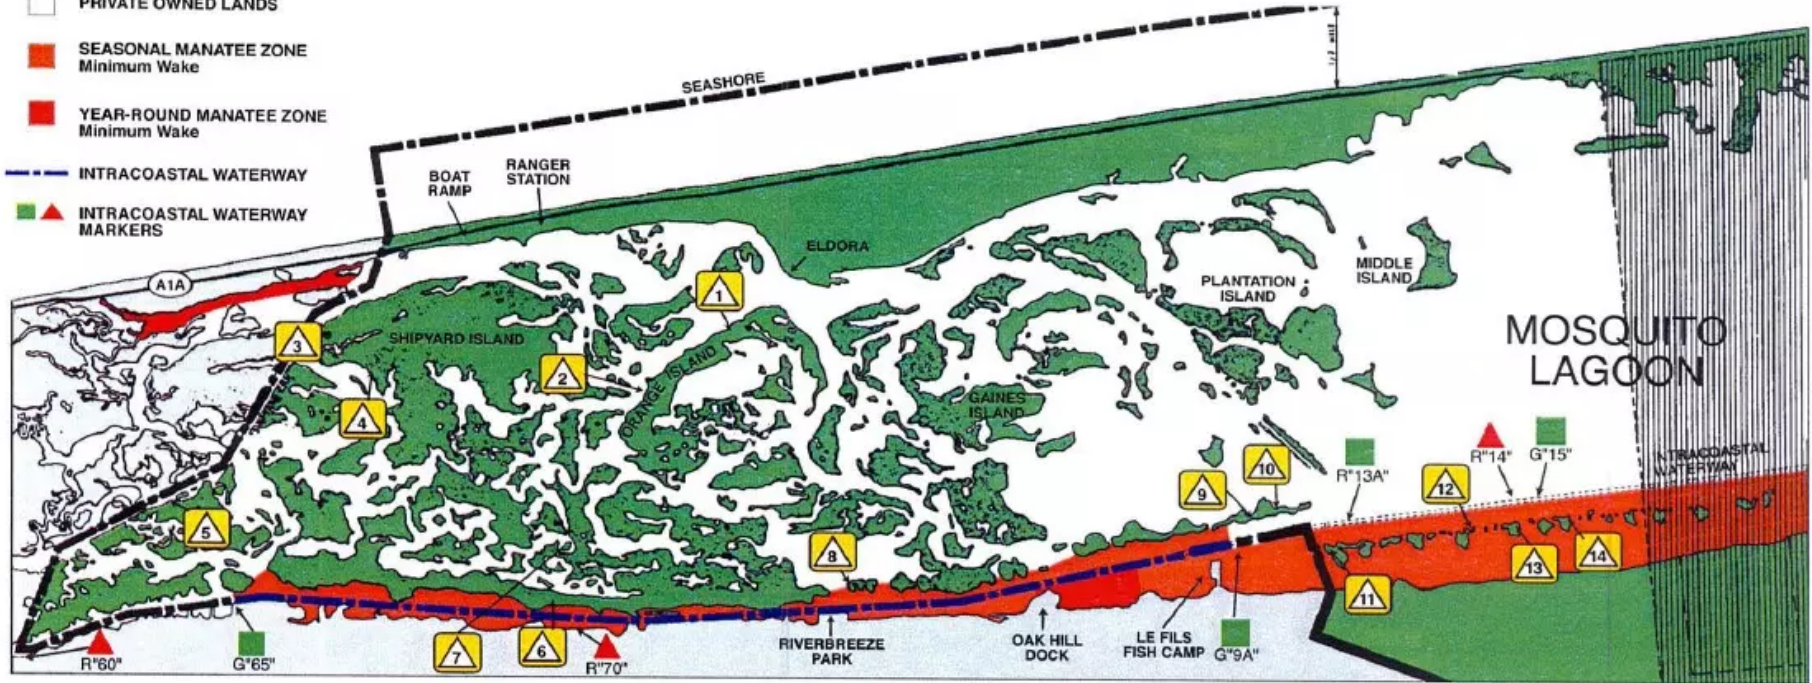 PRIVATE OWNED LANDS
SEASONAL MANATEE ZONE
Minimum Wake
YEAR-ROUND MANATEE ZONE
Minimum Wake
INTRACOASTAL WATERWAY
INTRACOASTAL WATERWAY
MARKERS
SEASHORE
BOAT
RAMP
RANGER
STATION
A1A
ELDORA
SHIPYARD ISLAND
ORANGE ISLAND
GAINES
ISLAND
PLANTATION
ISLAND
MIDDLE
ISLAND
MOSQUITO
LAGOON
INTRACOASTAL
WATERWAY
1
2
3
4
5
6
7
8
9
10
11
12
13
14
R"13A"
R"14"
G"15"
R"60"
G"65"
R"70"
RIVERBREEZE
PARK
OAK HILL
DOCK
LE FILS
FISH CAMP
G"9A"